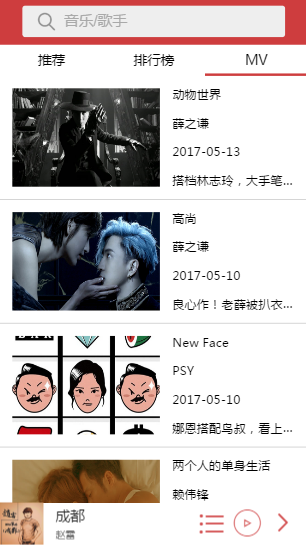 音乐/歌手
推荐
排行榜
MV
动物世界
薛之谦
2017-05-13
搭档林志玲，大手笔...
高尚
薛之谦
2017-05-10
良心作！老薛被扒衣...
New Face
PSY
2017-05-10
娜恩搭配鸟叔，看上...
两个人的单身生活
赖伟锋
成都
赵雷